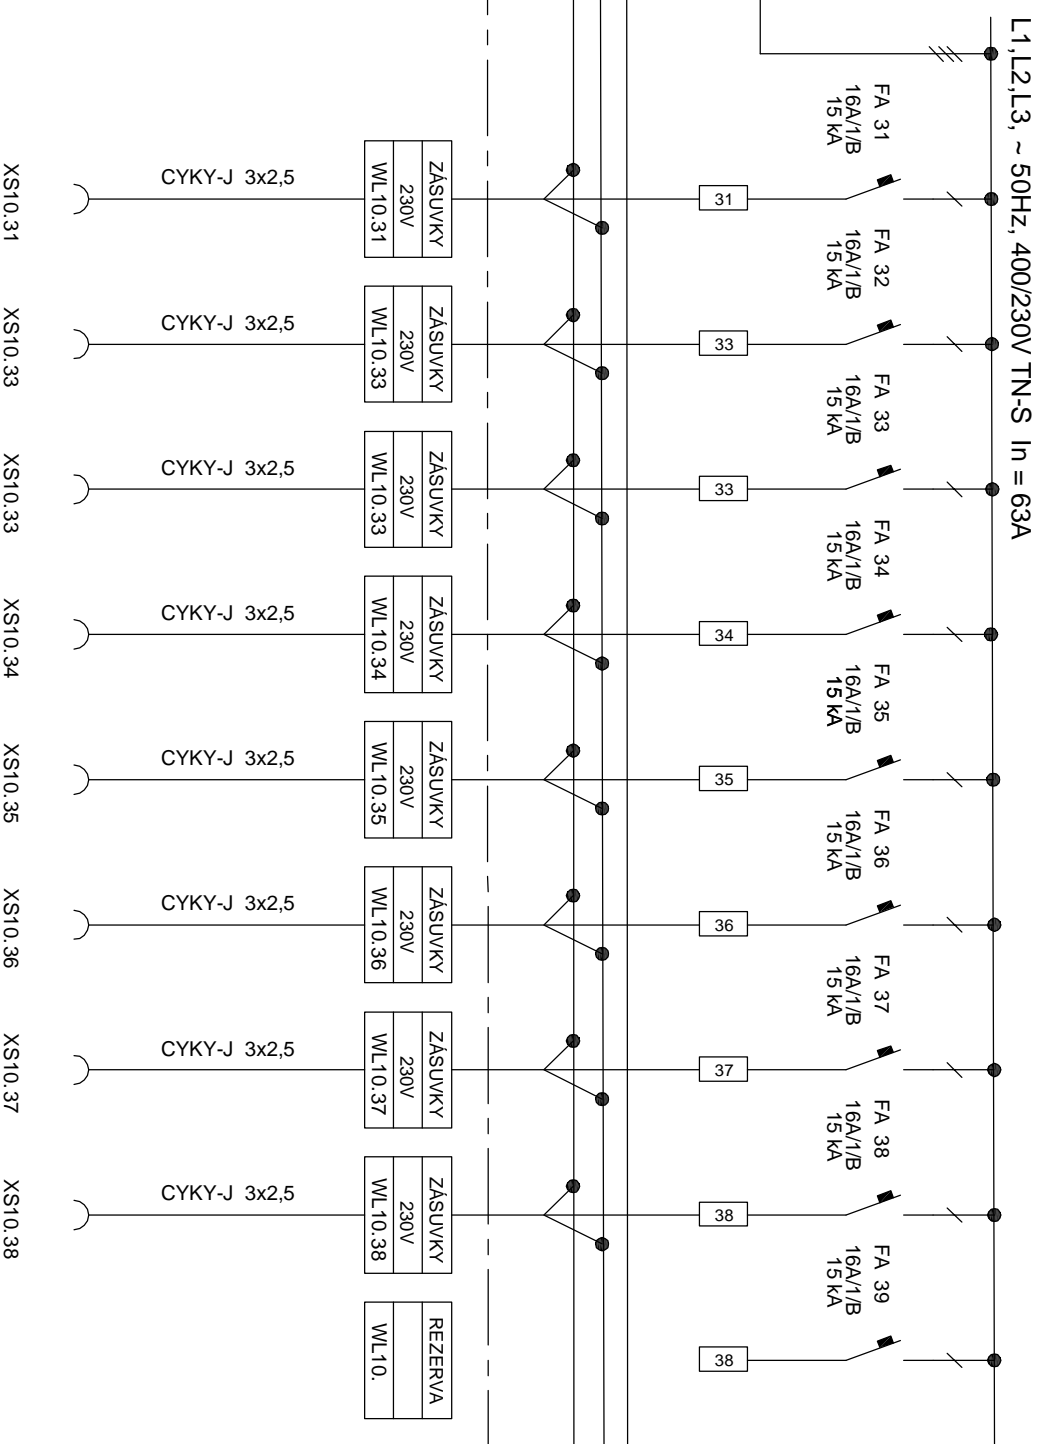 L1,L2,L3, ~ 50Hz, 400/230V TN-S In = 63A
FA 31
16A/1/B
15 kA
31
ZÁSUVKY
230V
WL10.31
CYKY-J 3x2,5
XS10.31
FA 32
16A/1/B
15 kA
33
ZÁSUVKY
230V
WL10.33
CYKY-J 3x2,5
XS10.33
FA 33
16A/1/B
15 kA
33
ZÁSUVKY
230V
WL10.33
CYKY-J 3x2,5
XS10.33
FA 34
16A/1/B
15 kA
34
ZÁSUVKY
230V
WL10.34
CYKY-J 3x2,5
XS10.34
FA 35
16A/1/B
15 kA
35
ZÁSUVKY
230V
WL10.35
CYKY-J 3x2,5
XS10.35
FA 36
16A/1/B
15 kA
36
ZÁSUVKY
230V
WL10.36
CYKY-J 3x2,5
XS10.36
FA 37
16A/1/B
15 kA
37
ZÁSUVKY
230V
WL10.37
CYKY-J 3x2,5
XS10.37
FA 38
16A/1/B
15 kA
38
ZÁSUVKY
230V
WL10.38
CYKY-J 3x2,5
XS10.38
FA 39
16A/1/B
15 kA
38
REZERVA
WL10.